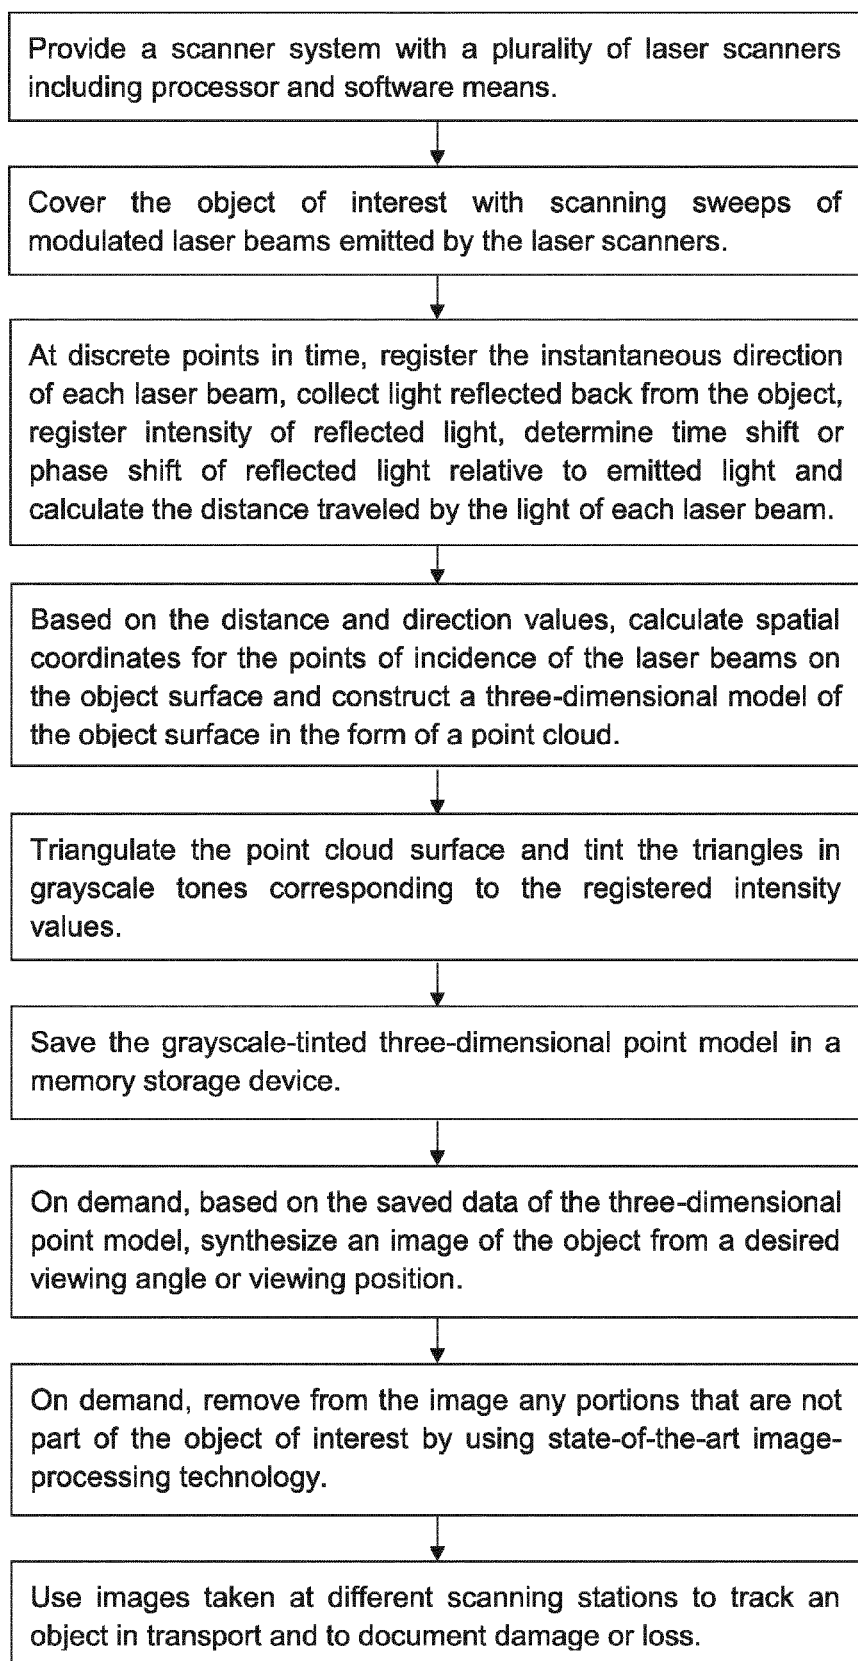 Provide a scanner system with a plurality of laser scanners
including processor and software means.
Cover the object of interest with scanning sweeps of
modulated laser beams emitted by the laser scanners.
At discrete points in time, register the instantaneous direction
of each laser beam, collect light reflected back from the object,
register intensity of reflected light, determine time shift or
phase shift of reflected light relative to emitted light and
calculate the distance traveled by the light of each laser beam.
Based on the distance and direction values, calculate spatial
coordinates for the points of incidence of the laser beams on
the object surface and construct a three-dimensional model of
the object surface in the form of a point cloud.
Triangulate the point cloud surface and tint the triangles in
grayscale tones corresponding to the registered intensity
values.
Save the grayscale-tinted three-dimensional point model in a
memory storage device.
On demand, based on the saved data of the three-dimensional
point model, synthesize an image of the object from a desired
viewing angle or viewing position.
On demand, remove from the image any portions that are not
part of the object of interest by using state-of-the-art image-
processing technology.
Use images taken at different scanning stations to track an
object in transport and to document damage or loss.